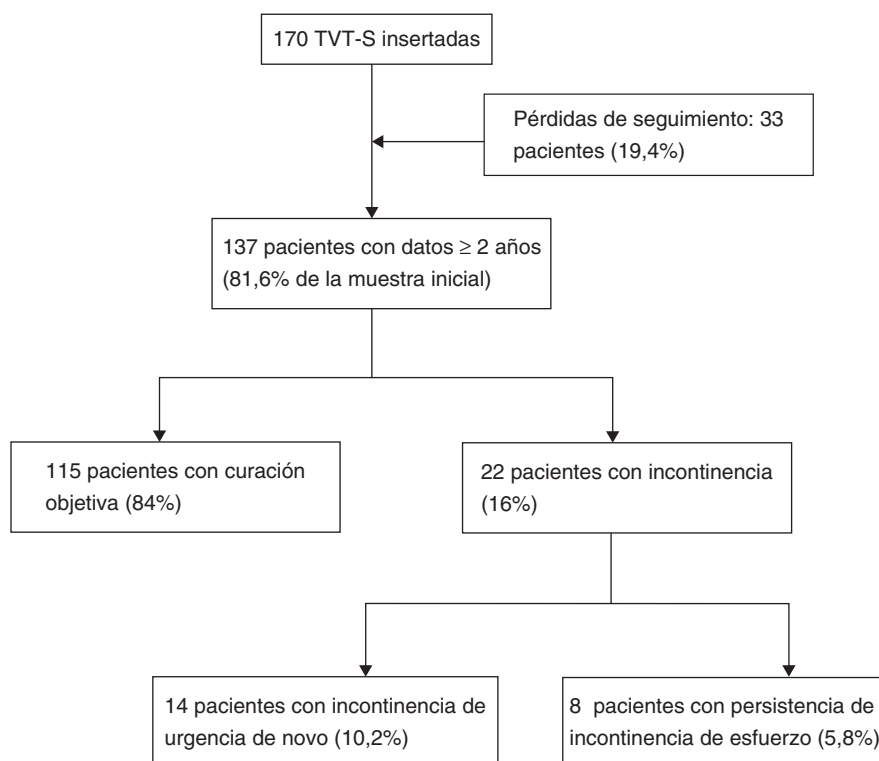 170 TVT-S insertadas
Pérdidas de seguimiento: 33
pacientes (19,4%)
137 pacientes con datos ≥ 2 años
(81,6% de la muestra inicial)
115 pacientes con curación
objetiva (84%)
22 pacientes con incontinencia
(16%)
14 pacientes con incontinencia de
urgencia de novo (10,2%)
8 pacientes con persistencia de
incontinencia de esfuerzo (5,8%)